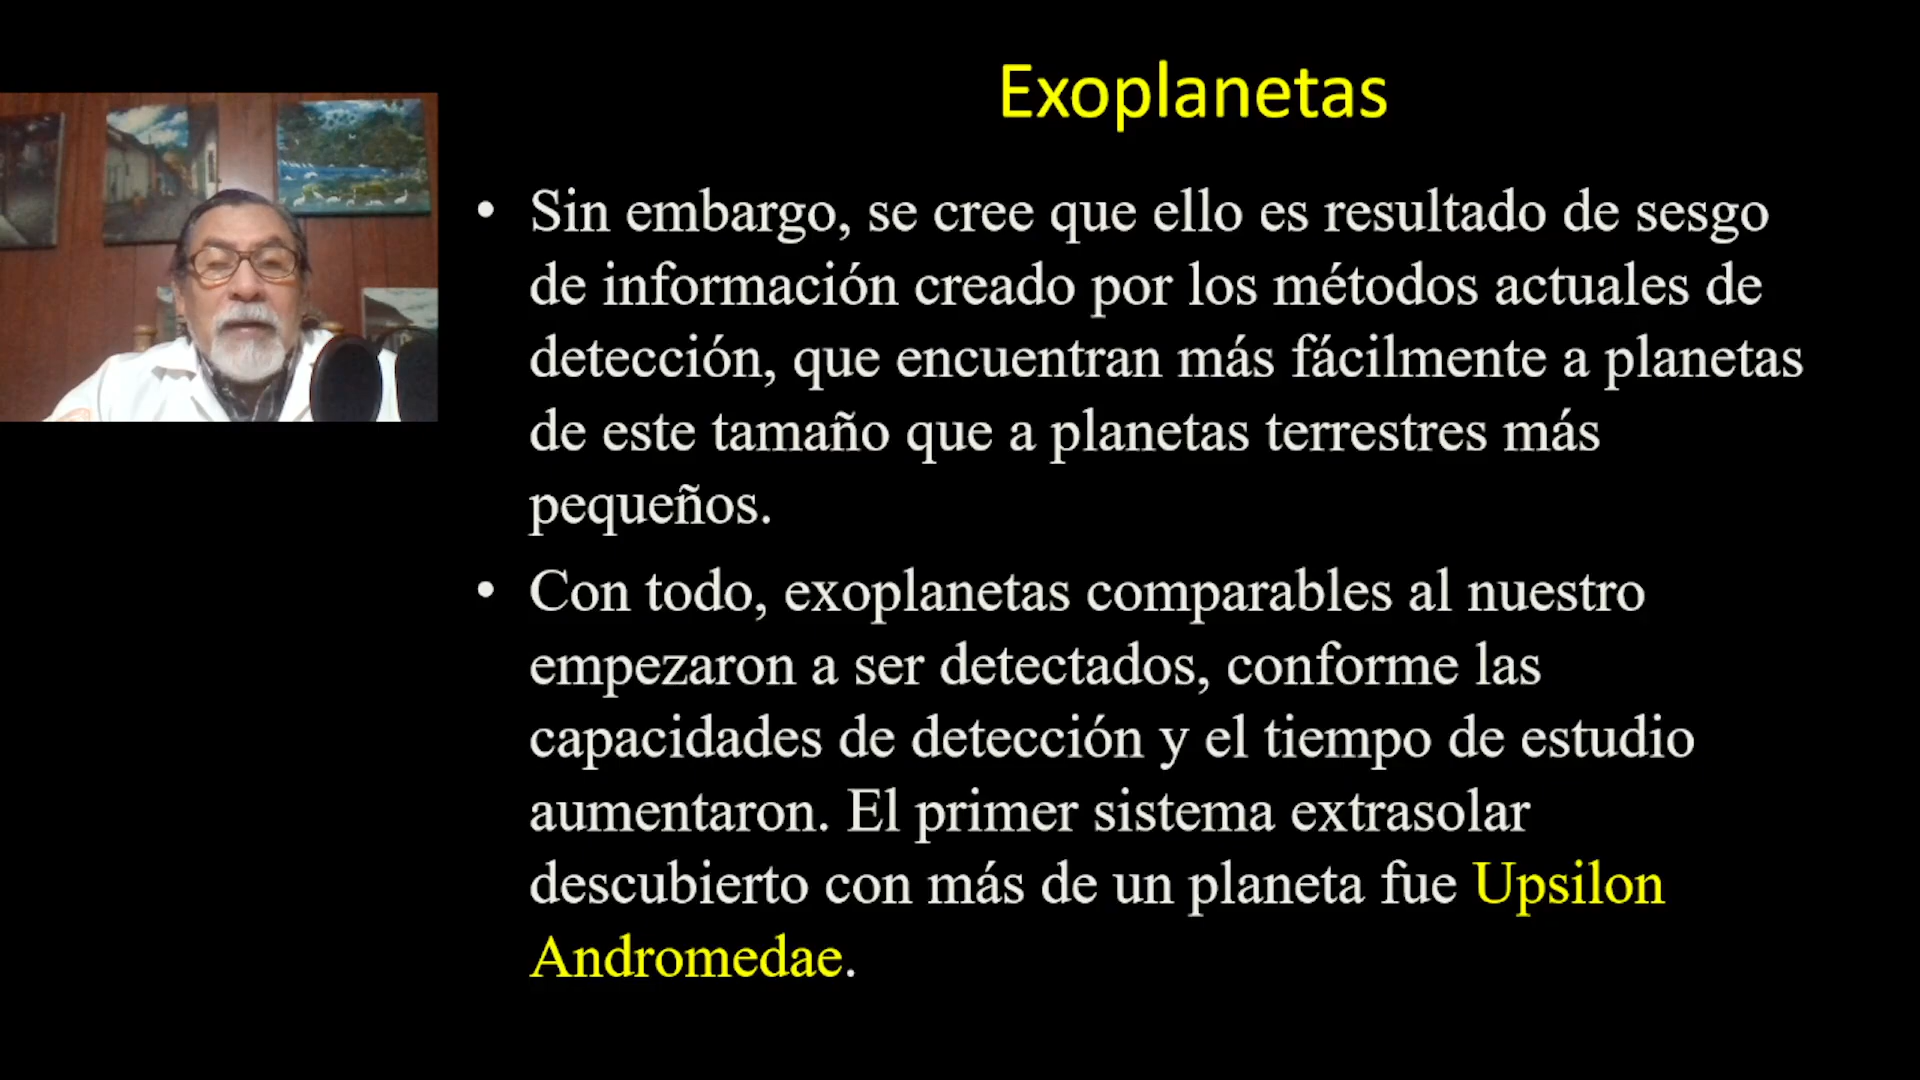 Exoplanetas
• Sin embargo, se cree que ello es resultado de sesgo
de información creado por los métodos actuales de
detección, que encuentran más fácilmente a planetas
de este tamaño que a planetas terrestres más
pequeños.
• Con todo, exoplanetas comparables al nuestro
empezaron a ser detectados, conforme las
capacidades de detección y el tiempo de estudio
aumentaron. El primer sistema extrasolar
descubierto con más de un planeta fue Upsilon
Andromedae.